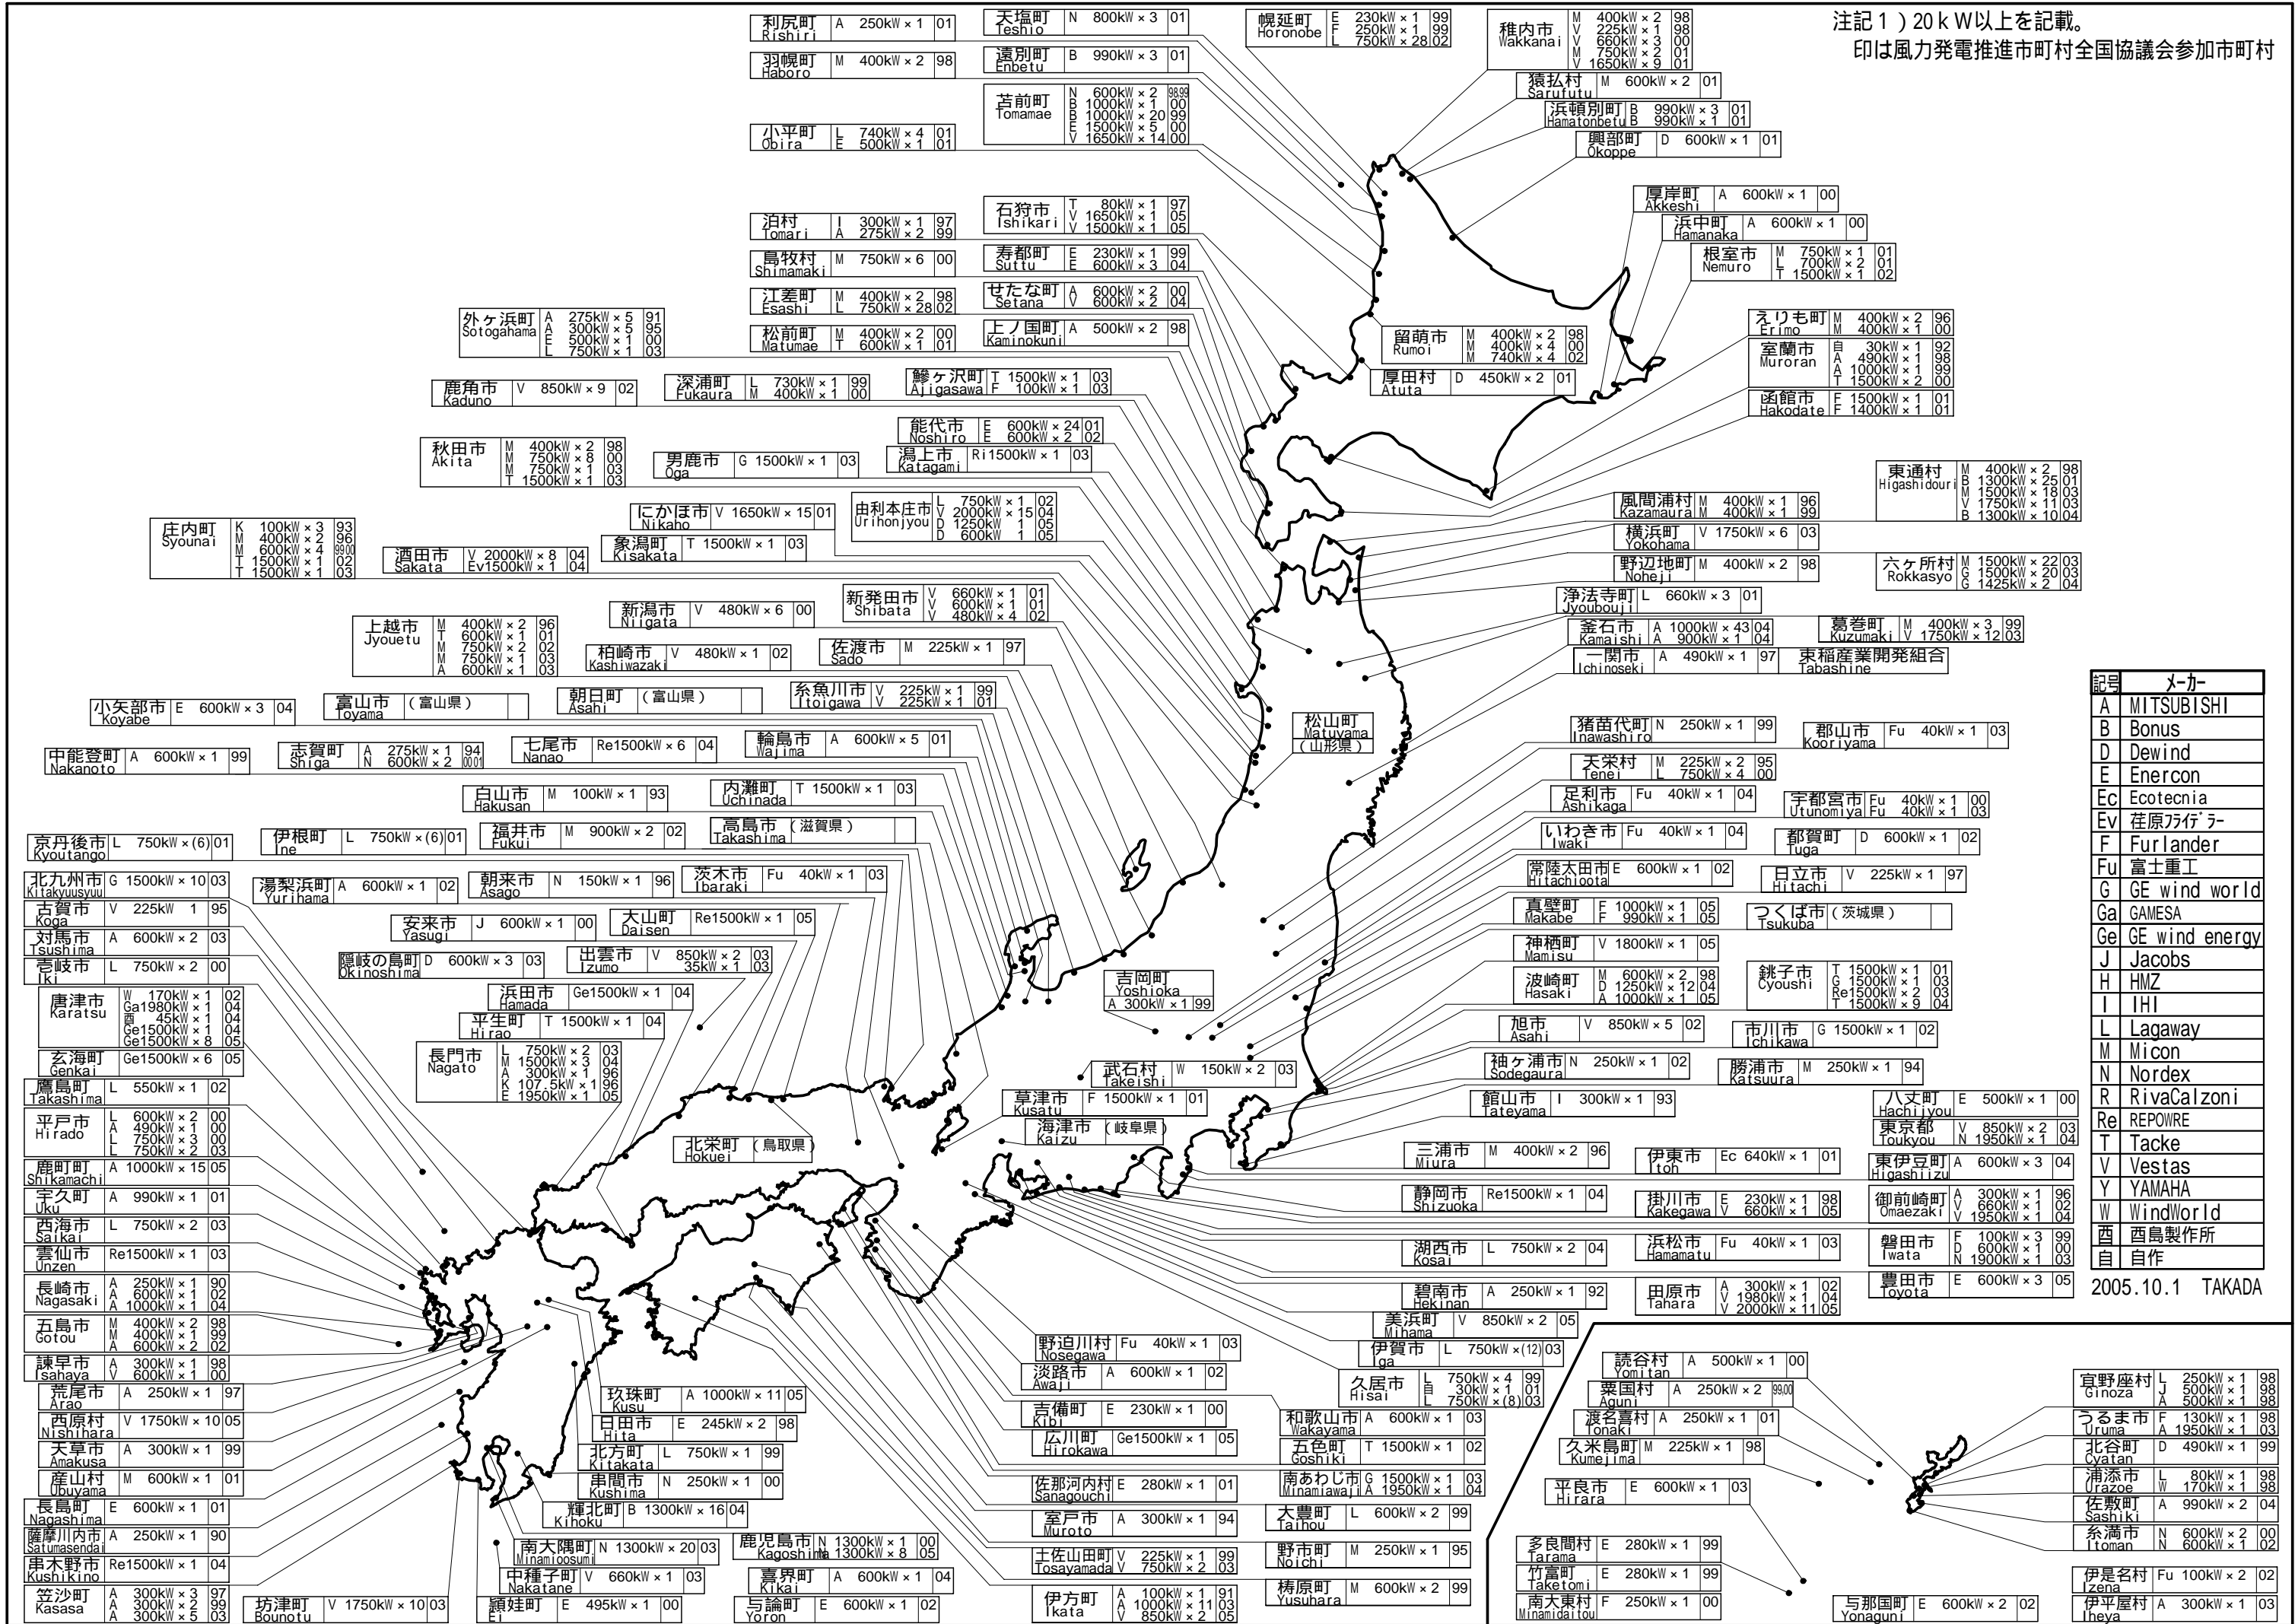 注記1)20kW以上を記載。
印は風力発電推進市町村全国協議会参加市町村
利尻町 Rishiri A 250kW×1 01
天塩町 Teshio N 800kW×3 01
幌延町 Horonobe E 230kW×1 99
F 250kW×1 99
L 750kW×28 02
稚内市 Wakkanai M 400kW×2 98
V 225kW×1 98
V 660kW×3 00
M 750kW×2 01
V 1650kW×9 01
羽幌町 Haboro M 400kW×2 98
遠別町 Enbetu B 990kW×3 01
猿払村 Sarufutu M 600kW×2 01
苫前町 Tomamae N 600kW×2 98,99
B 1000kW×1 00
B 1000kW×20 99
E 1500kW×5 00
V 1650kW×14 00
浜頓別町 Hamatonbetu B 990kW×3 01
B 990kW×1 01
小平町 Obira L 740kW×4 01
E 500kW×1 01
興部町 Okoppe D 600kW×1 01
厚岸町 Akkeshi A 600kW×1 00
浜中町 Hamanaka A 600kW×1 00
根室市 Nemuro M 750kW×1 01
L 700kW×2 01
T 1500kW×1 02
泊村 Tomari I 300kW×1 97
A 275kW×2 99
石狩市 Ishikari T 80kW×1 97
V 1650kW×1 05
V 1500kW×1 05
島牧村 Shimamaki M 750kW×6 00
寿都町 Suttu E 230kW×1 99
E 600kW×3 04
江差町 Esashi M 400kW×2 98
L 750kW×28 02
せたな町 Setana A 600kW×2 00
V 600kW×2 04
松前町 Matumae M 400kW×2 00
T 600kW×1 01
上ノ国町 Kaminokuni A 500kW×2 98
外ヶ浜町 Sotogahama A 275kW×5 91
A 300kW×5 95
E 500kW×1 00
L 750kW×1 03
留萌市 Rumoi M 400kW×2 98
M 400kW×4 00
M 740kW×4 02
厚田村 Atuta D 450kW×2 01
えりも町 Erimo M 400kW×2 96
M 400kW×1 00
室蘭市 Muroran 自 30kW×1 92
A 490kW×1 98
A 1000kW×1 99
T 1500kW×2 00
函館市 Hakodate F 1500kW×1 01
F 1400kW×1 01
鹿角市 Kaduno V 850kW×9 02
深浦町 Fukaura L 730kW×1 99
M 400kW×1 00
鰺ヶ沢町 Ajigasawa T 1500kW×1 03
F 100kW×1 03
能代市 Noshiro E 600kW×24 01
E 600kW×2 02
秋田市 Akita M 400kW×2 98
M 750kW×8 00
M 750kW×1 03
T 1500kW×1 03
男鹿市 Oga G 1500kW×1 03
潟上市 Katagami Ri1500kW×1 03
東通村 Higashidouri M 400kW×2 98
B 1300kW×25 01
M 1500kW×18 03
V 1750kW×11 03
B 1300kW×10 04
風間浦村 Kazamaura M 400kW×1 96
M 400kW×1 99
横浜町 Yokohama V 1750kW×6 03
野辺地町 Noheji M 400kW×2 98
六ヶ所村 Rokkasyo M 1500kW×22 03
G 1500kW×20 03
G 1425kW×2 04
にかほ市 Nikaho V 1650kW×15 01
由利本庄市 Urihonjyou L 750kW×1 02
V 2000kW×15 04
D 1250kW 1 05
D 600kW 1 05
庄内町 Syounai K 100kW×3 93
M 400kW×2 96
M 600kW×4 99,00
T 1500kW×1 02
T 1500kW×1 03
酒田市 Sakata V 2000kW×8 04
Ev1500kW×1 04
象潟町 Kisakata T 1500kW×1 03
浄法寺町 Jyoubouji L 660kW×3 01
釜石市 Kamaishi A 1000kW×43 04
A 900kW×1 04
葛巻町 Kuzumaki M 400kW×3 99
V 1750kW×12 03
一関市 Ichinoseki A 490kW×1 97 束稲産業開発組合 Tabashine
上越市 Jyouetu M 400kW×2 96
T 600kW×1 01
M 750kW×2 02
M 750kW×1 03
A 600kW×1 03
新潟市 Niigata V 480kW×6 00
新発田市 Shibata V 660kW×1 01
V 600kW×1 01
V 480kW×4 02
柏崎市 Kashiwazaki V 480kW×1 02
佐渡市 Sado M 225kW×1 97
小矢部市 Koyabe E 600kW×3 04
富山市 Toyama (富山県)
朝日町 Asahi (富山県)
糸魚川市 Itoigawa V 225kW×1 99
V 225kW×1 01
松山町 Matuyama (山形県)
中能登町 Nakanoto A 600kW×1 99
志賀町 Shiga A 275kW×1 94
N 600kW×2 00,01
七尾市 Nanao Re1500kW×6 04
輪島市 Wajima A 600kW×5 01
白山市 Hakusan M 100kW×1 93
内灘町 Uchinada T 1500kW×1 03
猪苗代町 Inawashiro N 250kW×1 99
郡山市 Kooriyama Fu 40kW×1 03
天栄村 Tenei M 225kW×2 95
L 750kW×4 00
足利市 Ashikaga Fu 40kW×1 04
宇都宮市 Utunomiya Fu 40kW×1 00
Fu 40kW×1 03
いわき市 Iwaki Fu 40kW×1 04
都賀町 Tuga D 600kW×1 02
常陸太田市 Hitachioota E 600kW×1 02
日立市 Hitachi V 225kW×1 97
真壁町 Makabe F 1000kW×1 05
F 990kW×1 05
つくば市 Tsukuba (茨城県)
神栖町 Mamisu V 1800kW×1 05
波崎町 Hasaki M 600kW×2 98
D 1250kW×12 04
A 1000kW×1 05
銚子市 Cyoushi T 1500kW×1 01
G 1500kW×1 03
Re1500kW×2 03
T 1500kW×9 04
旭市 Asahi V 850kW×5 02
市川市 Ichikawa G 1500kW×1 02
袖ヶ浦市 Sodegaura N 250kW×1 02
勝浦市 Katsuura M 250kW×1 94
館山市 Tateyama I 300kW×1 93
八丈町 Hachijyou E 500kW×1 00
東京都 Toukyou V 850kW×2 03
N 1950kW×1 04
京丹後市 Kyoutango L 750kW×(6) 01
伊根町 Ine L 750kW×(6) 01
福井市 Fukui M 900kW×2 02
高島市 Takashima (滋賀県)
北九州市 Kitakyuusyuu G 1500kW×10 03
湯梨浜町 Yurihama A 600kW×1 02
朝来市 Asago N 150kW×1 96
茨木市 Ibaraki Fu 40kW×1 03
古賀市 Koga V 225kW 1 95
安来市 Yasugi J 600kW×1 00
大山町 Daisen Re1500kW×1 05
対馬市 Tsushima A 600kW×2 03
隠岐の島町 Okinoshima D 600kW×3 03
出雲市 Izumo V 850kW×2 03
35kW×1 03
壱岐市 Iki L 750kW×2 00
浜田市 Hamada Ge1500kW×1 04
唐津市 Karatsu W 170kW×1 02
Ga1980kW×1 04
酉 45kW×1 04
Ge1500kW×1 04
Ge1500kW×8 05
平生町 Hirao T 1500kW×1 04
玄海町 Genkai Ge1500kW×6 05
長門市 Nagato L 750kW×2 03
M 1500kW×3 04
A 300kW×1 96
K 107.5kW×1 96
E 1950kW×1 05
吉岡町 Yoshioka A 300kW×1 99
武石村 Takeishi W 150kW×2 03
草津市 Kusatu F 1500kW×1 01
海津市 Kaizu (岐阜県)
北栄町 Hokuei (鳥取県)
鷹島町 Takashima L 550kW×1 02
平戸市 Hirado L 600kW×2 00
A 490kW×1 00
L 750kW×3 00
L 750kW×2 03
鹿町町 Shikamachi A 1000kW×15 05
宇久町 Uku A 990kW×1 01
西海市 Saikai L 750kW×2 03
雲仙市 Unzen Re1500kW×1 03
長崎市 Nagasaki A 250kW×1 90
A 600kW×1 02
A 1000kW×1 04
五島市 Gotou M 400kW×2 98
M 400kW×1 99
A 600kW×2 02
諫早市 Isahaya A 300kW×1 98
V 600kW×1 00
荒尾市 Arao A 250kW×1 97
西原村 Nishihara V 1750kW×10 05
天草市 Amakusa A 300kW×1 99
産山村 Ubuyama M 600kW×1 01
長島町 Nagashima E 600kW×1 01
薩摩川内市 Satumasendai A 250kW×1 90
串木野市 Kushikino Re1500kW×1 04
笠沙町 Kasasa A 300kW×3 97
A 300kW×2 99
A 300kW×5 03
坊津町 Bounotu V 1750kW×10 03
頴娃町 Ei E 495kW×1 00
与論町 Yoron E 600kW×1 02
玖珠町 Kusu A 1000kW×11 05
日田市 Hita E 245kW×2 98
北方町 Kitakata L 750kW×1 99
串間市 Kushima N 250kW×1 00
輝北町 Kihoku B 1300kW×16 04
南大隅町 Minamioosumi N 1300kW×20 03
鹿児島市 Kagoshima N 1300kW×1 00
1300kW×8 05
中種子町 Nakatane V 660kW×1 03
喜界町 Kikai A 600kW×1 04
三浦市 Miura M 400kW×2 96
伊東市 Itoh Ec 640kW×1 01
東伊豆町 Higashiizu A 600kW×3 04
静岡市 Shizuoka Re1500kW×1 04
掛川市 Kakegawa E 230kW×1 98
V 660kW×1 05
御前崎町 Omaezaki A 300kW×1 96
V 660kW×1 02
V 1950kW×1 04
湖西市 Kosai L 750kW×2 04
浜松市 Hamamatu Fu 40kW×1 03
磐田市 Iwata F 100kW×3 99
D 600kW×1 00
N 1900kW×1 03
碧南市 Hekinan A 250kW×1 92
田原市 Tahara A 300kW×1 02
V 1980kW×1 04
V 2000kW×11 05
豊田市 Toyota E 600kW×3 05
美浜町 Mihama V 850kW×2 05
伊賀市 Iga L 750kW×(12) 03
久居市 Hisai L 750kW×4 99
自 30kW×1 01
L 750kW×(8) 03
野迫川村 Nosegawa Fu 40kW×1 03
淡路市 Awaji A 600kW×1 02
吉備町 Kibi E 230kW×1 00
広川町 Hirokawa Ge1500kW×1 05
和歌山市 Wakayama A 600kW×1 03
五色町 Goshiki T 1500kW×1 02
南あわじ市 Minamiawaji G 1500kW×1 03
A 1950kW×1 04
佐那河内村 Sanagouchi E 280kW×1 01
室戸市 Muroto A 300kW×1 94
大豊町 Taihou L 600kW×2 99
土佐山田町 Tosayamada V 225kW×1 99
V 750kW×2 03
野市町 Noichi M 250kW×1 95
伊方町 Ikata A 100kW×1 91
A 1000kW×11 03
V 850kW×2 05
梼原町 Yusuhara M 600kW×2 99
読谷村 Yomitan A 500kW×1 00
粟国村 Aguni A 250kW×2 99,00
渡名喜村 Tonaki A 250kW×1 01
久米島町 Kumejima M 225kW×1 98
平良市 Hirara E 600kW×1 03
多良間村 Tarama E 280kW×1 99
竹富町 Taketomi E 280kW×1 99
南大東村 Minamidaitou F 250kW×1 00
与那国町 Yonaguni E 600kW×2 02
宜野座村 Ginoza L 250kW×1 98
J 500kW×1 98
A 500kW×1 98
うるま市 Uruma F 130kW×1 98
A 1950kW×1 03
北谷町 Cyatan D 490kW×1 99
浦添市 Urazoe L 80kW×1 98
W 170kW×1 98
佐敷町 Sashiki A 990kW×2 04
糸満市 Itoman N 600kW×2 00
N 600kW×1 02
伊是名村 Izena Fu 100kW×2 02
伊平屋村 Iheya A 300kW×1 03
記号 メーカー
A MITSUBISHI
B Bonus
D Dewind
E Enercon
Ec Ecotecnia
Ev 荏原フライデラー
F Furlander
Fu 富士重工
G GE wind world
Ga GAMESA
Ge GE wind energy
J Jacobs
H HMZ
I IHI
L Lagaway
M Micon
N Nordex
R RivaCalzoni
Re REPOWRE
T Tacke
V Vestas
Y YAMAHA
W WindWorld
酉 酉島製作所
自 自作
2005.10.1 TAKADA